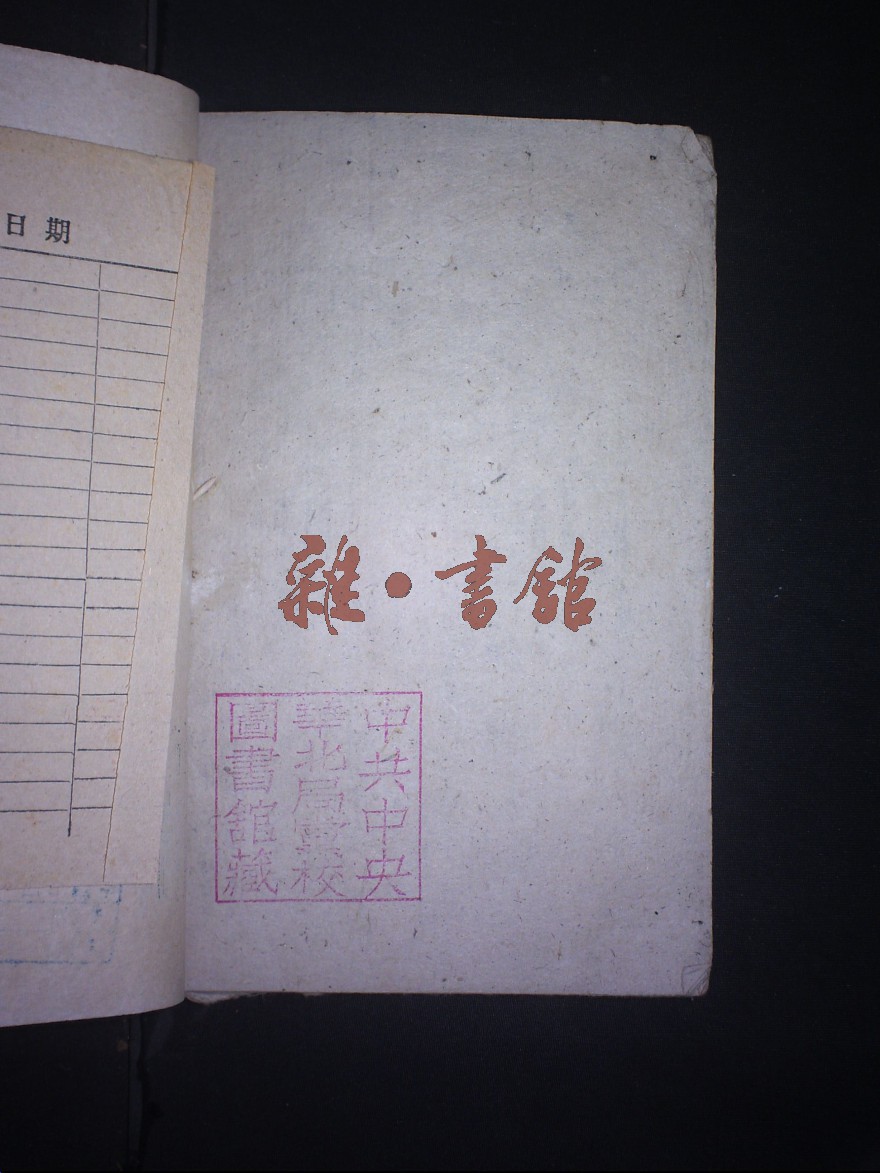 日期
雜·書館
中共中央
華北局黨校
圖書館藏